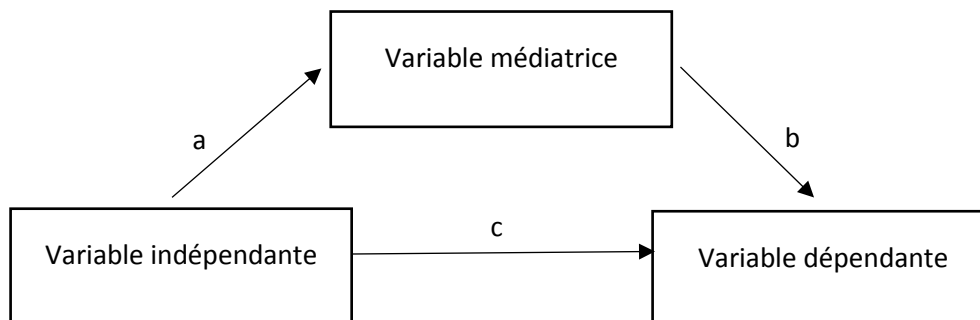 Variable médiatrice
a
b
Variable indépendante
c
Variable dépendante